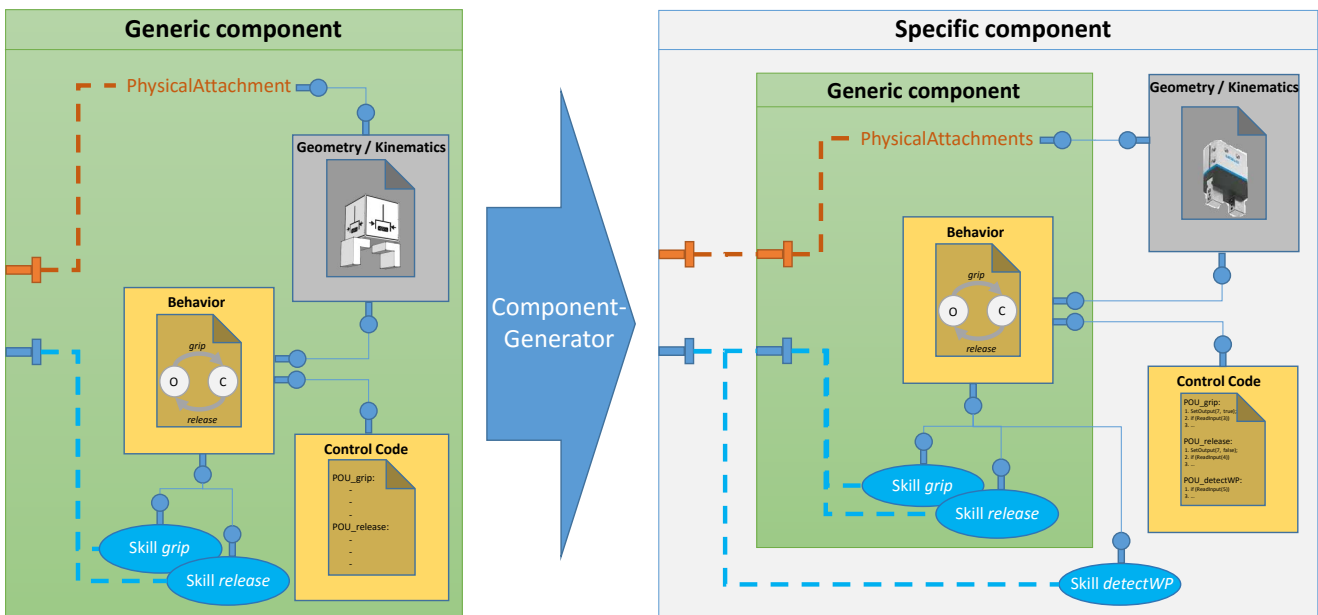 Generic component
PhysicalAttachment
Geometry / Kinematics
Behavior
grip
O
C
release
Control Code
POU_grip:
-
-
-
POU_release:
-
-
-
Skill grip
Skill release
Component-
Generator
Specific component
Generic component
PhysicalAttachments
Geometry / Kinematics
Behavior
grip
O
C
release
Control Code
POU_grip:
1. SetOutput(7, true);
2. If (ReadInput(3))
3. ...
POU_release:
1. SetOutput(7, false);
2. If (ReadInput(4))
3. ...
POU_detectWP:
1. If (ReadInput(5))
3. ...
Skill grip
Skill release
Skill detectWP